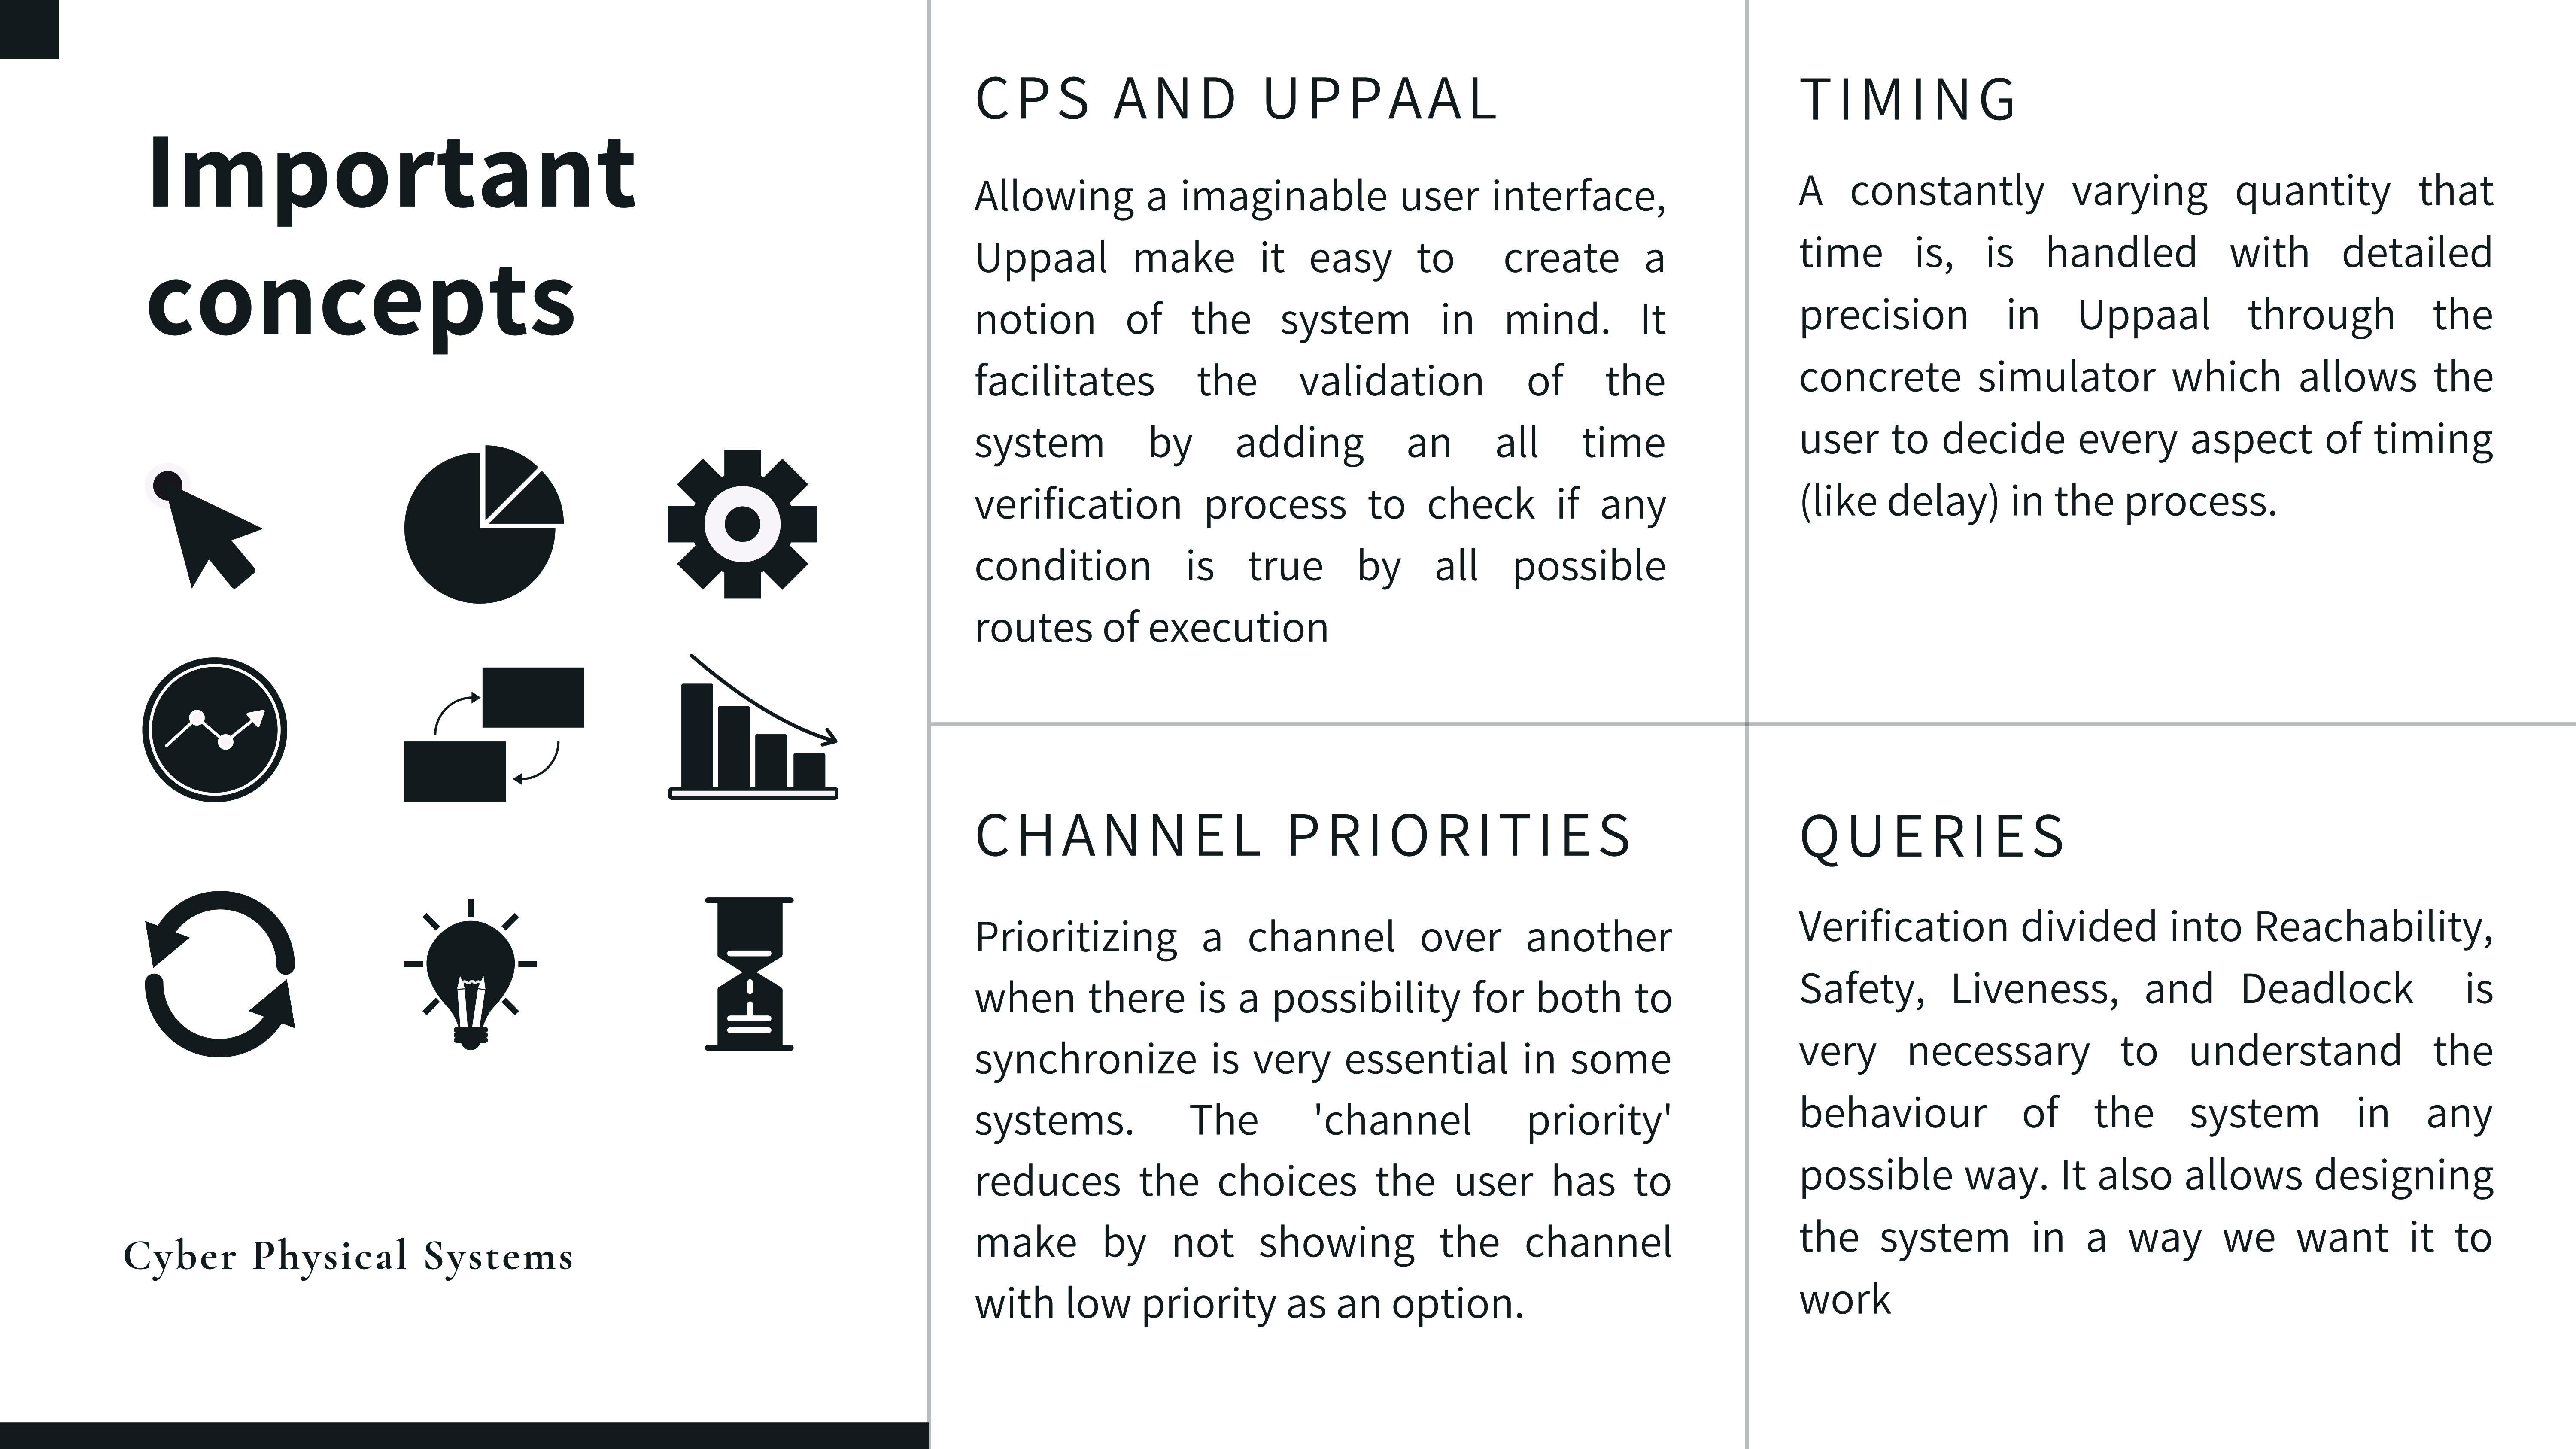 Important
concepts
Cyber Physical Systems
CPS AND UPPAAL
Allowing a imaginable user interface,
Uppaal make it easy to create a
notion of the system in mind. It
facilitates the validation of the
system by adding an all time
verification process to check if any
condition is true by all possible
routes of execution
TIMING
A constantly varying quantity that
time is, is handled with detailed
precision in Uppaal through the
concrete simulator which allows the
user to decide every aspect of timing
(like delay) in the process.
CHANNEL PRIORITIES
Prioritizing a channel over another
when there is a possibility for both to
synchronize is very essential in some
systems. The 'channel priority'
reduces the choices the user has to
make by not showing the channel
with low priority as an option.
QUERIES
Verification divided into Reachability,
Safety, Liveness, and Deadlock is
very necessary to understand the
behaviour of the system in any
possible way. It also allows designing
the system in a way we want it to
work